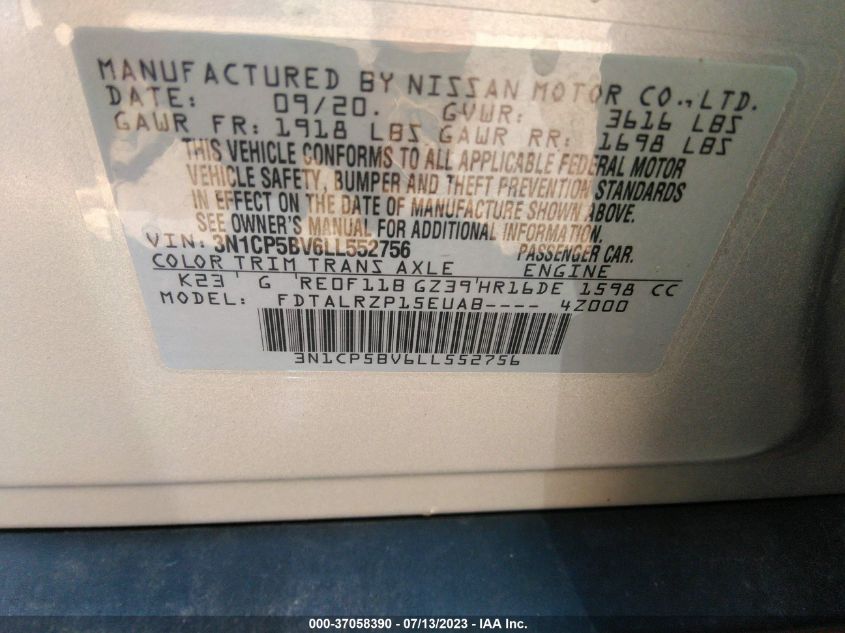 MANUFACTURED BY NISSAN MOTOR CO., LTD.
DATE: 09/20. GVWR: 3616 LBS
GAWR FR: 1918 LBS GAWR RR: 1698 LBS
THIS VEHICLE CONFORMS TO ALL APPLICABLE FEDERAL MOTOR
VEHICLE SAFETY, BUMPER AND THEFT PREVENTION STANDARDS
IN EFFECT ON THE DATE OF MANUFACTURE SHOWN ABOVE.
SEE OWNER'S MANUAL FOR ADDITIONAL INFORMATION.
VIN: 3N1CP5BV6LL552756 PASSENGER CAR.
COLOR TRIM TRANS AXLE ENGINE
K23 ' G 'RE0F11B GZ39'HR16DE 1598 CC
MODEL: FDTALRZP15EUAB---- 4Z000
3N1CP5BV6LL552756
000-37058390 - 07/13/2023 - IAA Inc.